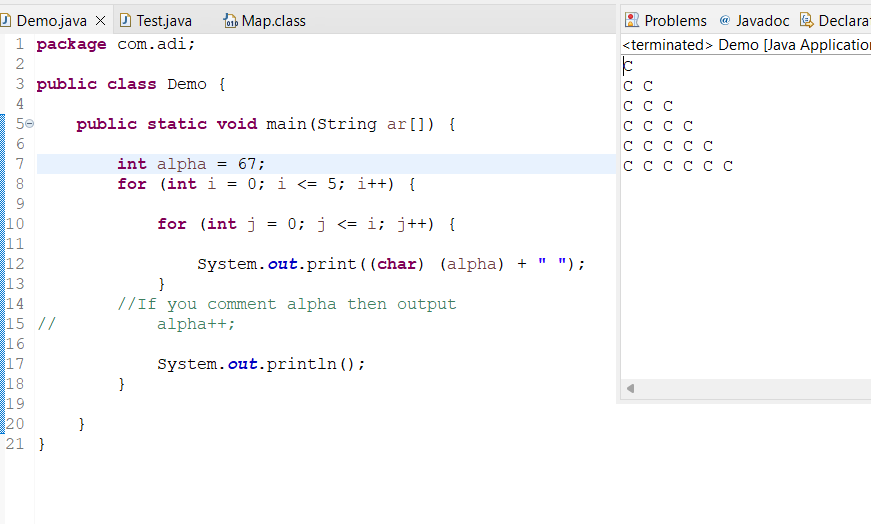 Demo.java Test.java Map.class
1 package com.adi;
2
3 public class Demo {
4
5 public static void main(String ar[]) {
6
7 int alpha = 67;
8 for (int i = 0; i <= 5; i++) {
9
10 for (int j = 0; j <= i; j++) {
11
12 System.out.print((char) (alpha) + " ");
13 }
14 //If you comment alpha then output
15 // alpha++;
16
17 System.out.println();
18 }
19
20 }
21 }
Problems @ Javadoc Declarat
<terminated> Demo [Java Application
C
C C
C C C
C C C C
C C C C C
C C C C C C